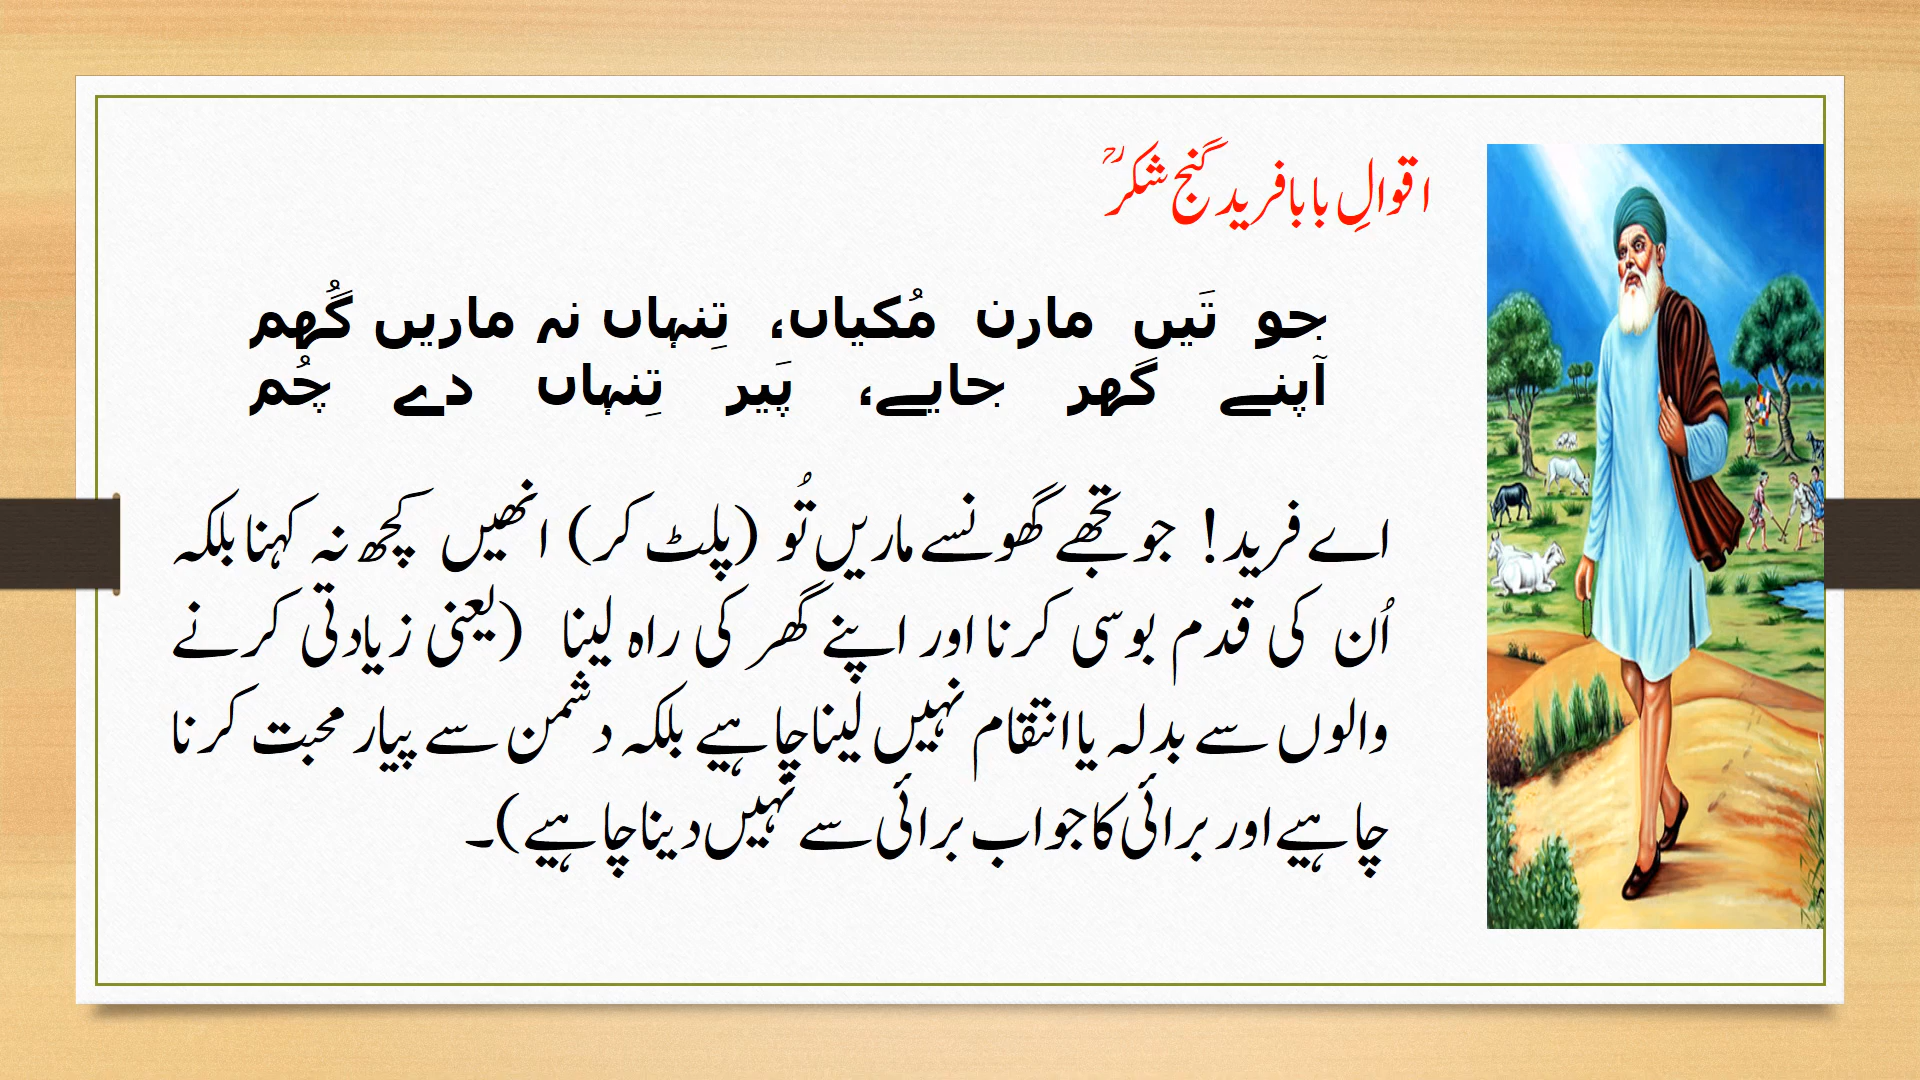 اقوالِ بابا فرید گنج شکرؒ
جو تَیں مارن مُکیاں، تِنہاں نہ ماریں گُھم
آپنے گھر جایے، پَیر تِنہاں دے چُم
اے فرید! جو تجھے گھونسے ماریں تُو (پلٹ کر) انھیں کچھ نہ کہنا بلکہ
اُن کی قدم بوسی کرنا اور اپنے گھر کی راہ لینا (یعنی زیادتی کرنے
والوں سے بدلہ یا انتقام نہیں لینا چاہیے بلکہ دشمن سے پیار محبت کرنا
چاہیے اور برائی کا جواب برائی سے نہیں دینا چاہیے)۔